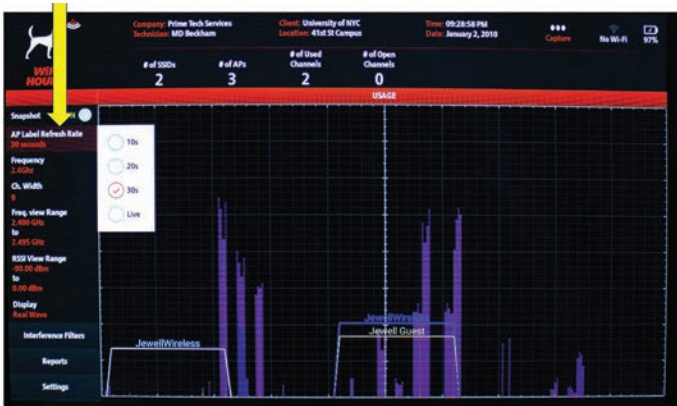 Company: Prime Tech Services
Technician: MD Beckham
Client: University of NYC
Location: 41st St Campus
Time: 09:28:58 PM
Date: January 2, 2010
Capture
No Wi-Fi
97%
WiFi
HOUND
# of SSIDs
2
# of APs
3
# of Used
Channels
2
# of Open
Channels
0
USAGE
Snapshot
AP Label Refresh Rate
30 seconds
10s
20s
30s
Live
Frequency
2.4Ghz
Ch. Width
Freq. view Range
2.400 GHz
to
2.495 GHz
RSSI View Range
-90.00 dBm
to
0.00 dBm
Display
Real Wave
Interference Filters
Reports
Settings
JewellWireless
Jewell Guest